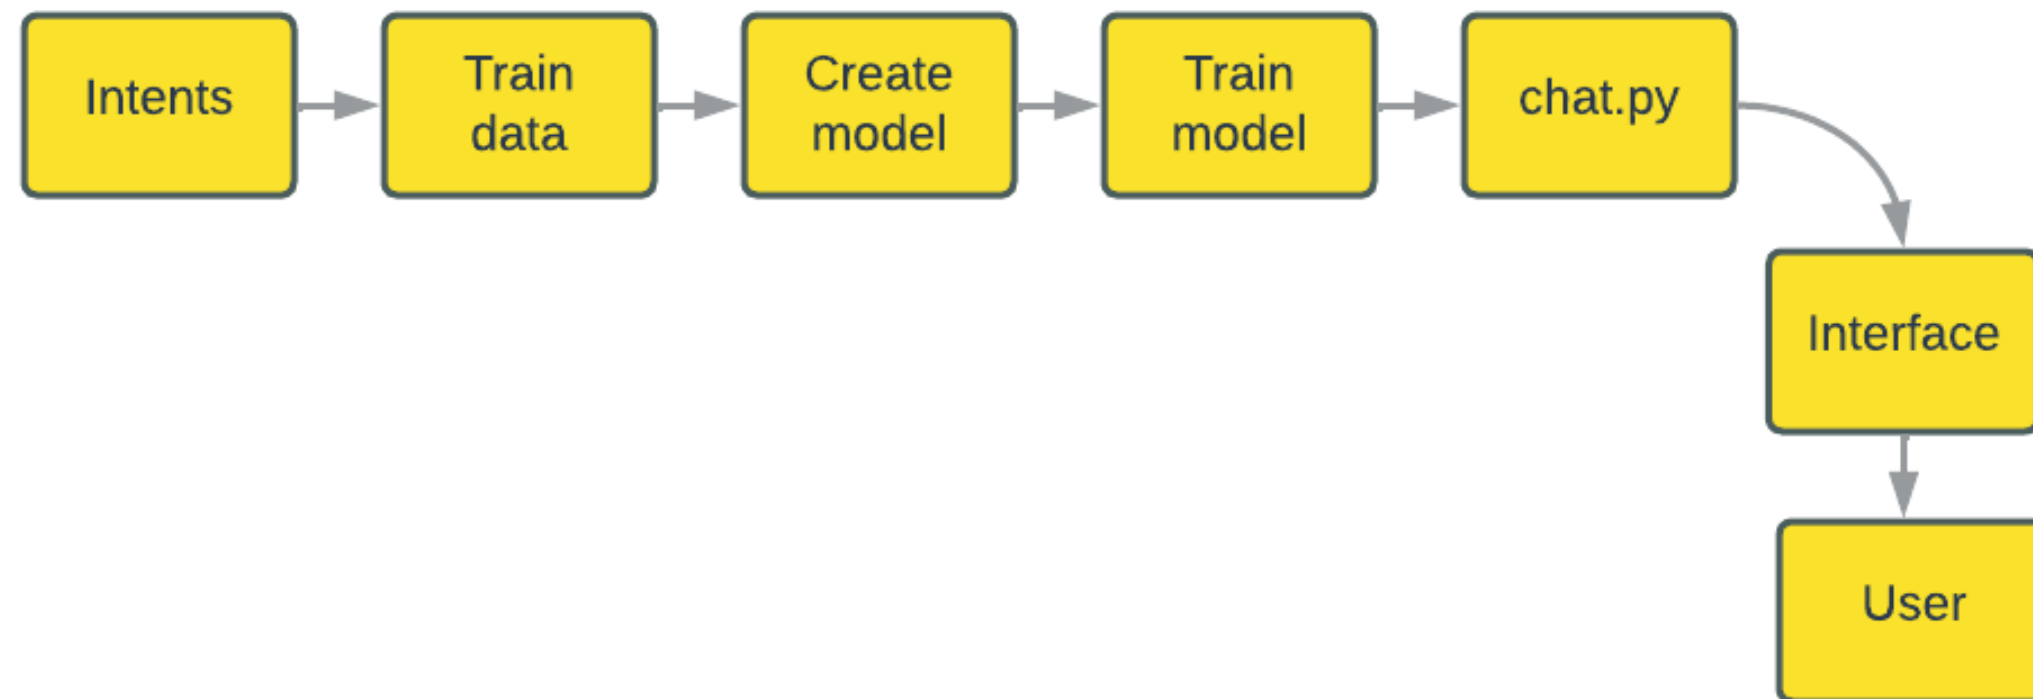 Intents
Train
data
Create
model
Train
model
chat.py
Interface
User